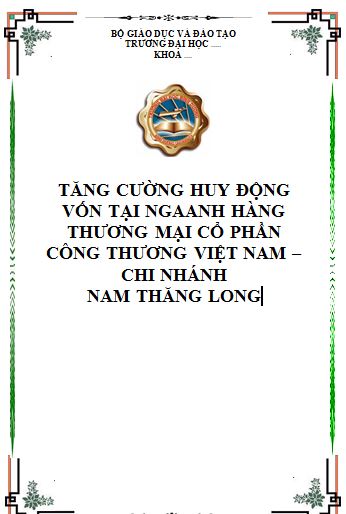 BỘ GIÁO DỤC VÀ ĐÀO TẠO
TRƯỜNG ĐẠI HỌC .....
KHOA ...
TĂNG CƯỜNG HUY ĐỘNG
VỐN TẠI NGAANH HÀNG
THƯƠNG MẠI CỔ PHẦN
CÔNG THƯƠNG VIỆT NAM –
CHI NHÁNH
NAM THĂNG LONG